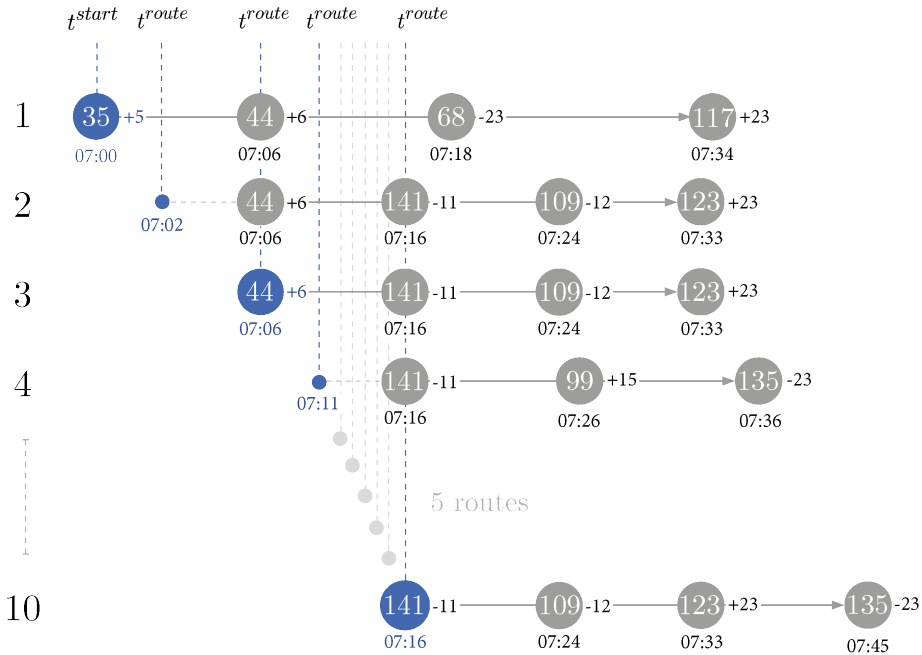 t^start t^route t^route t^route t^route
1 35 +5 44 +6 68 -23 117 +23
07:00 07:06 07:18 07:34
2 44 +6 141 -11 109 -12 123 +23
07:02 07:06 07:16 07:24 07:33
3 44 +6 141 -11 109 -12 123 +23
07:06 07:16 07:24 07:33
4 141 -11 99 +15 135 -23
07:11 07:16 07:26 07:36
5 routes
10 141 -11 109 -12 123 +23 135 -23
07:16 07:24 07:33 07:45